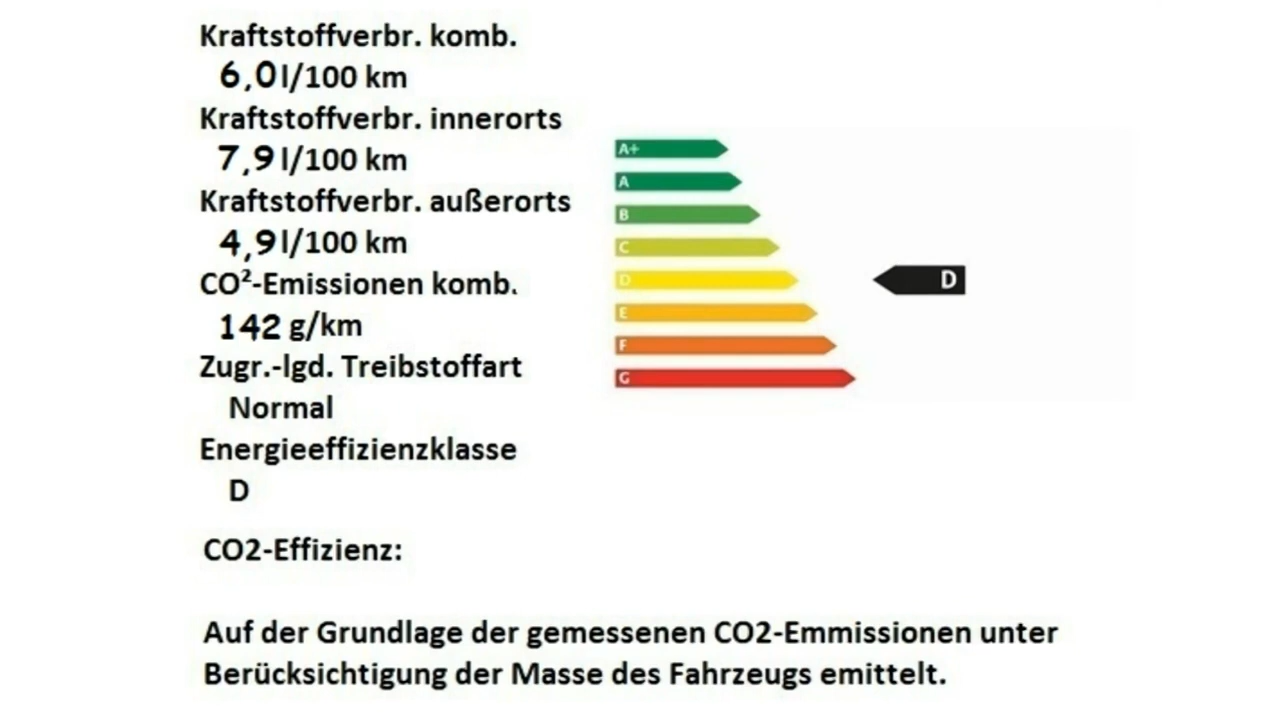 Kraftstoffverbr. komb.
6,0 l/100 km
Kraftstoffverbr. innerorts
7,9 l/100 km
Kraftstoffverbr. außerorts
4,9 l/100 km
CO²-Emissionen komb.
142 g/km
Zugr.-lgd. Treibstoffart
Normal
Energieeffizienzklasse
D
A+
A
B
C
D
E
F
G
D
CO2-Effizienz:
Auf der Grundlage der gemessenen CO2-Emmissionen unter
Berücksichtigung der Masse des Fahrzeugs emittelt.